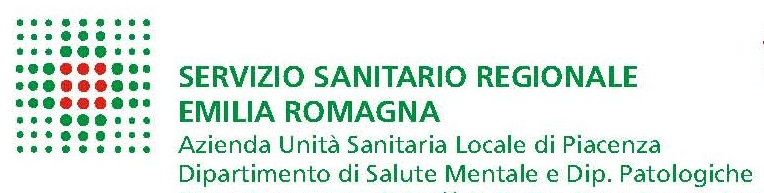 SERVIZIO SANITARIO REGIONALE
EMILIA ROMAGNA
Azienda Unità Sanitaria Locale di Piacenza
Dipartimento di Salute Mentale e Dip. Patologiche